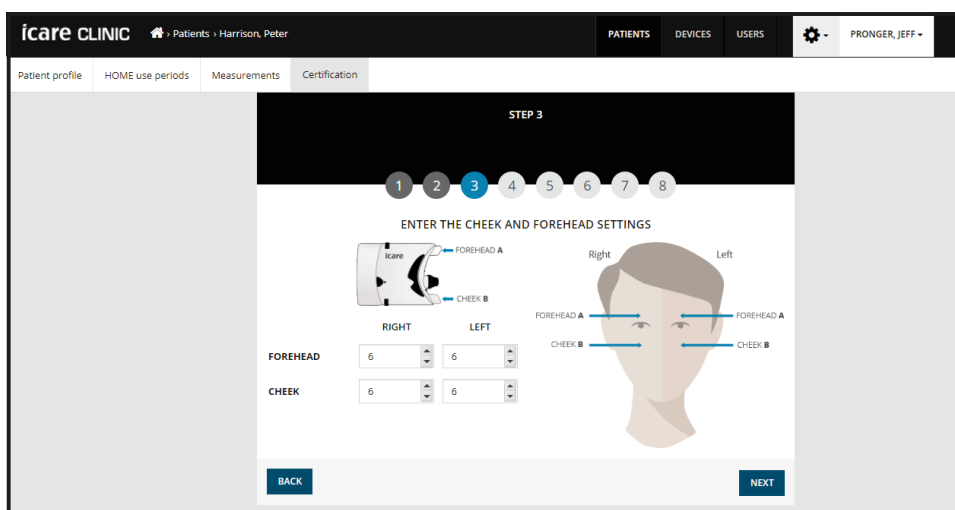 icare CLINIC
› Patients › Harrison, Peter
PATIENTS
DEVICES
USERS
PRONGER, JEFF
Patient profile
HOME use periods
Measurements
Certification
STEP 3
1 2 3 4 5 6 7 8
ENTER THE CHEEK AND FOREHEAD SETTINGS
icare
FOREHEAD A
CHEEK B
Right
Left
FOREHEAD A
FOREHEAD A
CHEEK B
CHEEK B
RIGHT LEFT
FOREHEAD 6 6
CHEEK 6 6
BACK
NEXT